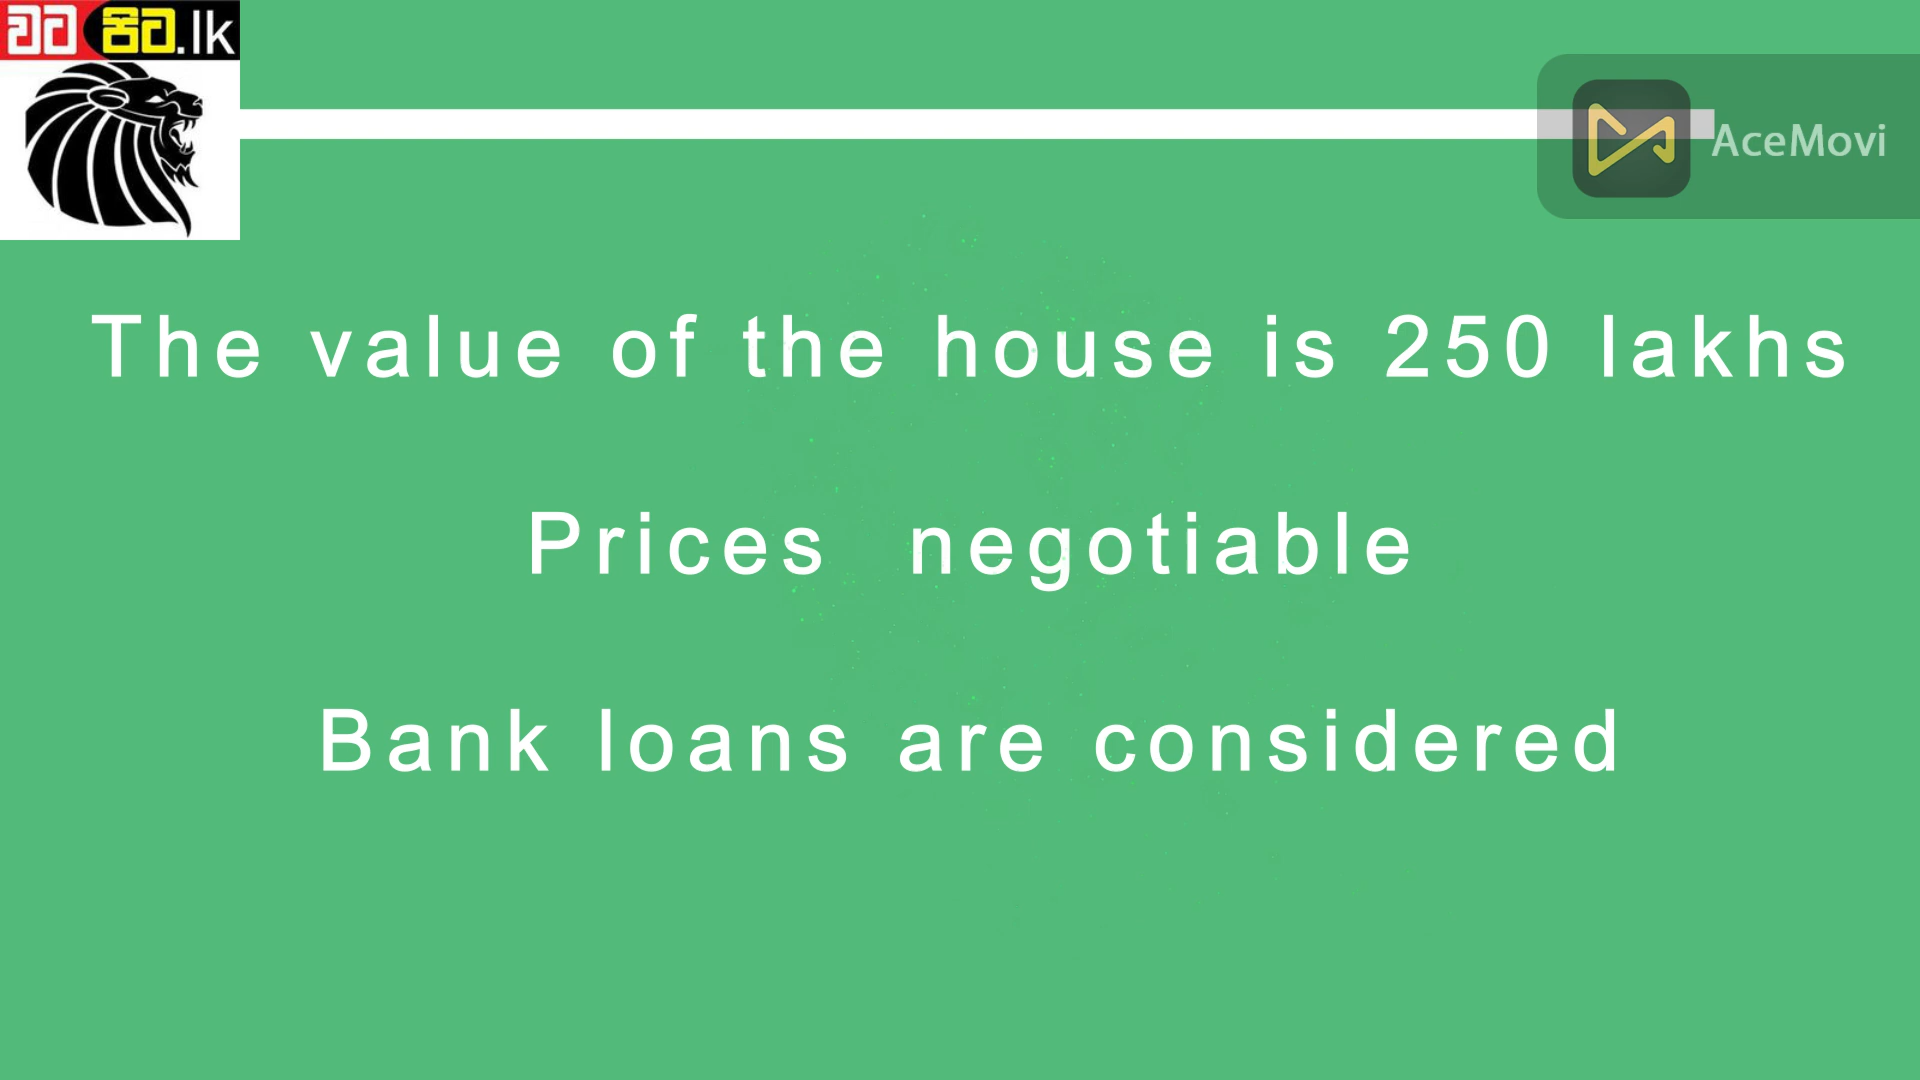 .lk
AceMovi
The value of the house is 250 lakhs
Prices negotiable
Bank loans are considered